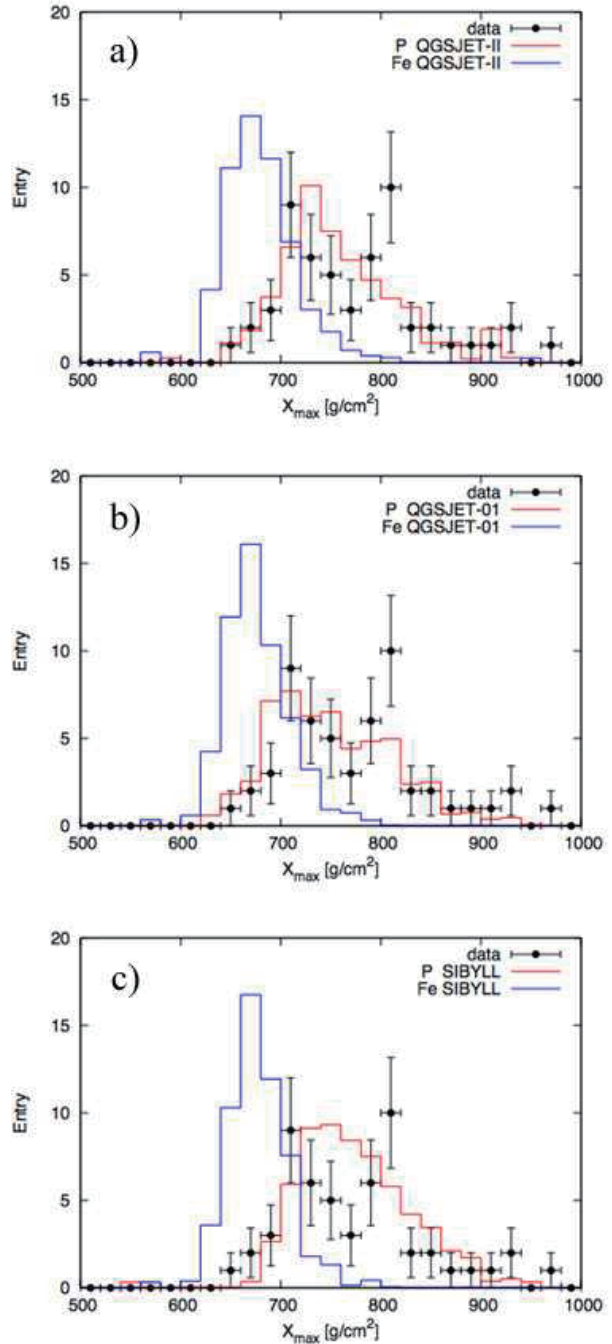 a)
data
P QGSJET-II
Fe QGSJET-II
20
15
10
5
0
Entry
500 600 700 800 900 1000
Xmax [g/cm²]
b)
data
P QGSJET-01
Fe QGSJET-01
20
15
10
5
0
Entry
500 600 700 800 900 1000
Xmax [g/cm²]
c)
data
P SIBYLL
Fe SIBYLL
20
15
10
5
0
Entry
500 600 700 800 900 1000
Xmax [g/cm²]